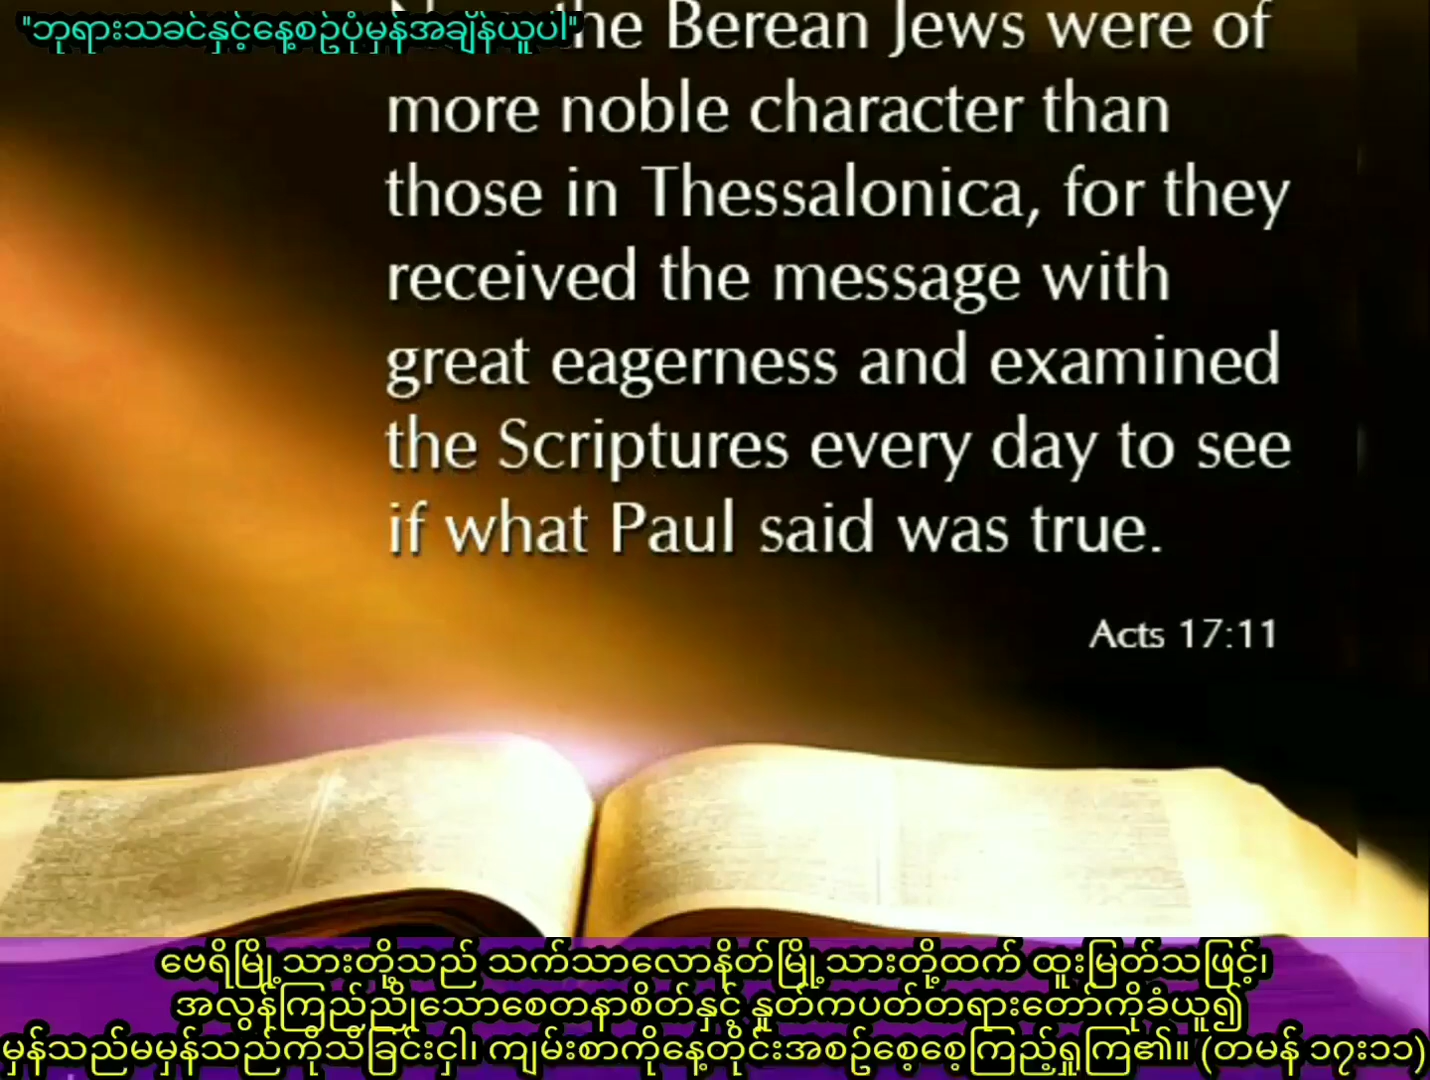 "ဘုရားသခင်နှင့်နေ့စဉ်ပုံမှန်အချိန်ယူပါ"
the Berean Jews were of
more noble character than
those in Thessalonica, for they
received the message with
great eagerness and examined
the Scriptures every day to see
if what Paul said was true.
Acts 17:11
ဗေရိမြို့သားတို့သည် သက်သာလောနိတ်မြို့သားတို့ထက် ထူးမြတ်သဖြင့်၊
အလွန်ကြည်ညိုသောစေတနာစိတ်နှင့် နှုတ်ကပတ်တရားတော်ကိုခံယူ၍
မှန်သည်မမှန်သည်ကိုသိခြင်းငှါ၊ ကျမ်းစာကိုနေ့တိုင်းအစဉ်စေ့စေ့ကြည့်ရှုကြ၏။ (တမန် ၁၇း၁၁)